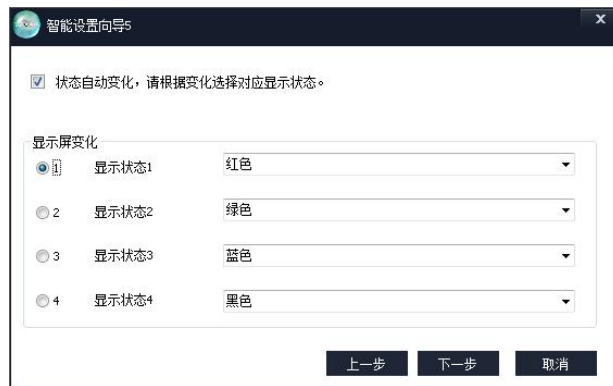 智能设置向导5
x
状态自动变化，请根据变化选择对应显示状态。
显示屏变化
1 显示状态1 红色
2 显示状态2 绿色
3 显示状态3 蓝色
4 显示状态4 黑色
上一步 下一步 取消